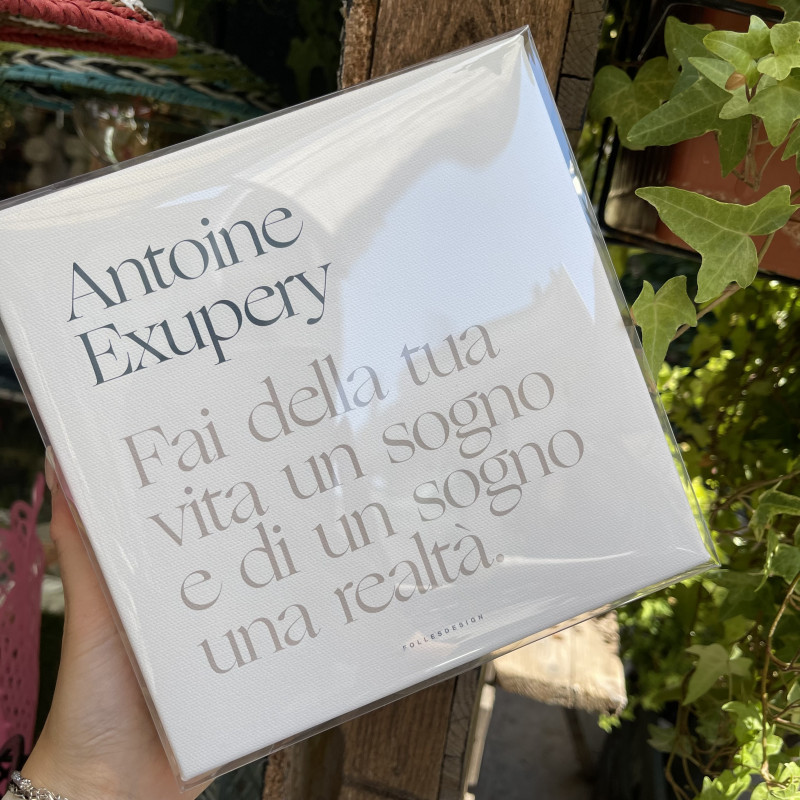 Antoine
Exupery
Fai della tua
vita un sogno
e di un sogno
una realtà.
FOLLESDESIGN